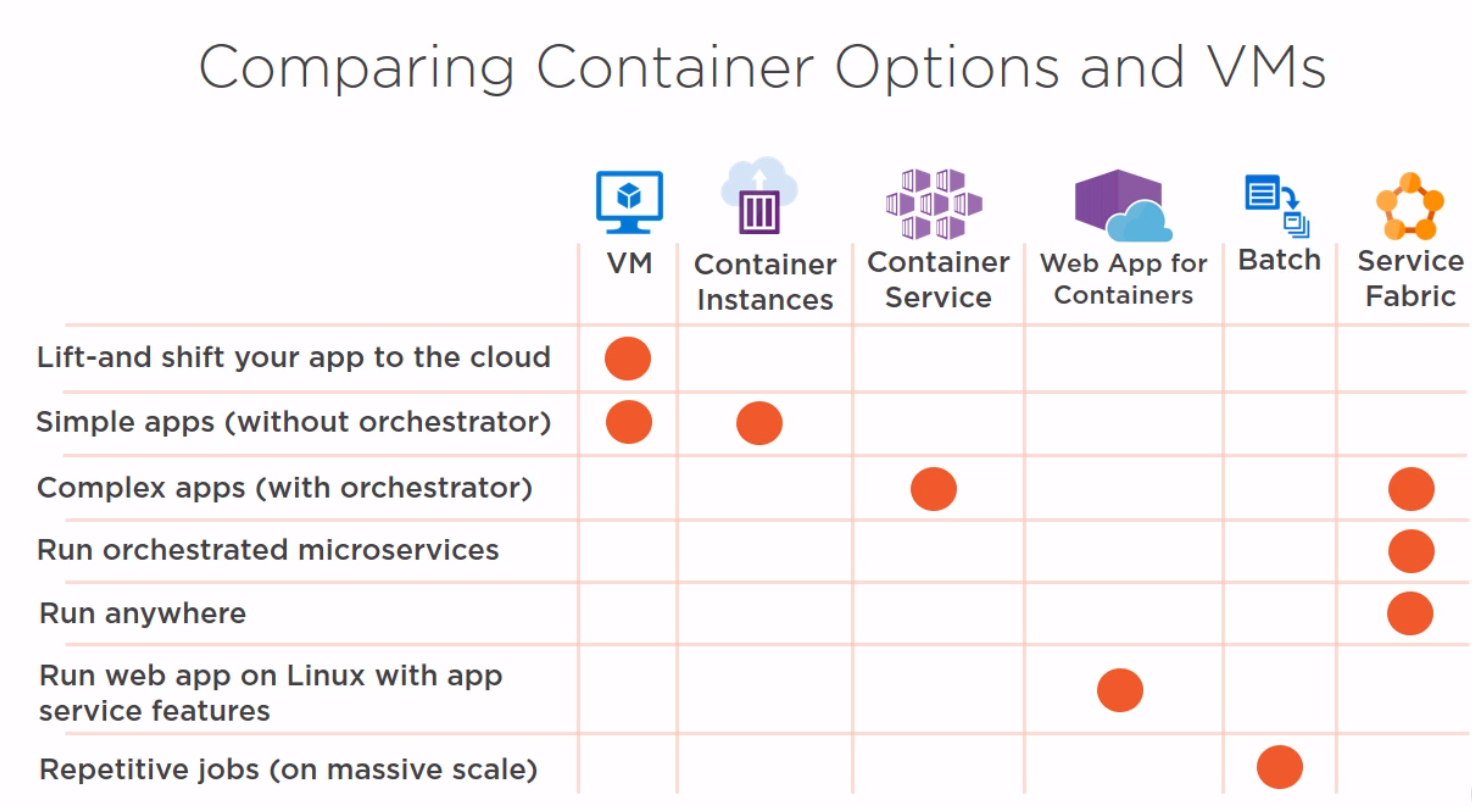 Comparing Container Options and VMs
VM
Container
Instances
Container
Service
Web App for
Containers
Batch
Service
Fabric
Lift-and shift your app to the cloud
Simple apps (without orchestrator)
Complex apps (with orchestrator)
Run orchestrated microservices
Run anywhere
Run web app on Linux with app
service features
Repetitive jobs (on massive scale)